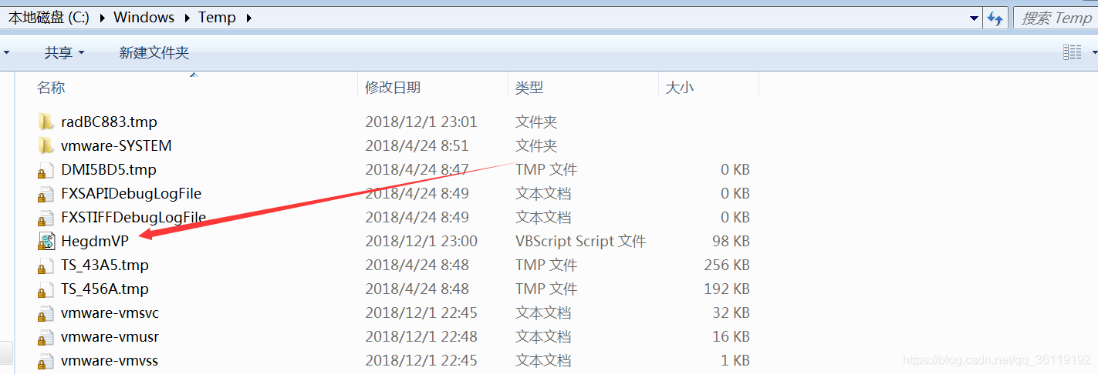 本地磁盘 (C:) ▸ Windows ▸ Temp ▸ 搜索 Temp
共享 新建文件夹
名称 修改日期 类型 大小
radBC883.tmp 2018/12/1 23:01 文件夹
vmware-SYSTEM 2018/4/24 8:51 文件夹
DMI5BD5.tmp 2018/4/24 8:47 TMP 文件 0 KB
FXSAPIDebugLogFile 2018/4/24 8:49 文本文档 0 KB
FXSTIFFDebugLogFile 2018/4/24 8:49 文本文档 0 KB
HegdmVP 2018/12/1 23:00 VBScript Script 文件 98 KB
TS_43A5.tmp 2018/4/24 8:48 TMP 文件 256 KB
TS_456A.tmp 2018/4/24 8:48 TMP 文件 192 KB
vmware-vmsvc 2018/12/1 22:45 文本文档 32 KB
vmware-vmusr 2018/12/1 22:48 文本文档 16 KB
vmware-vmvss 2018/12/1 22:45 文本文档 1 KB
https://blog.csdn.net/qq_36119192